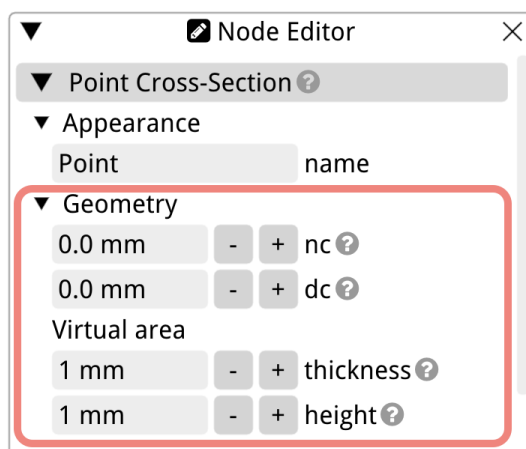 Node Editor
Point Cross-Section ?
Appearance
Point name
Geometry
0.0 mm - + nc ?
0.0 mm - + dc ?
Virtual area
1 mm - + thickness ?
1 mm - + height ?